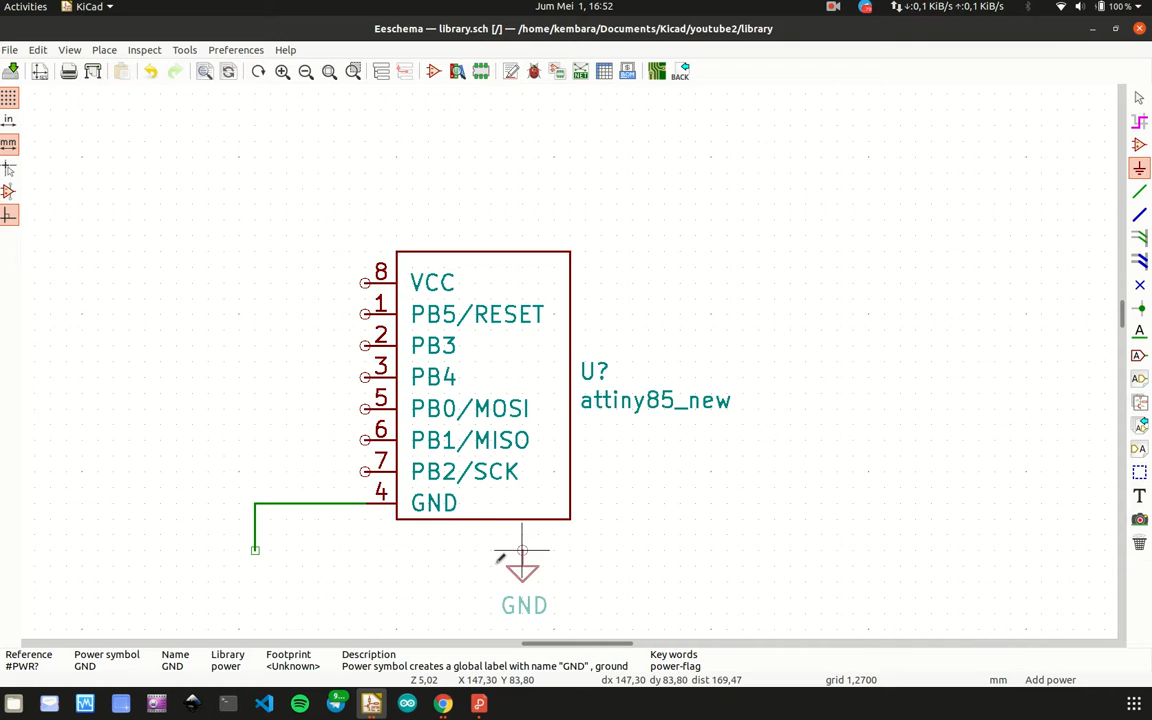 Activities KiCad Jum Mei 1, 16:52 ↓:0,1 KiB/s ↑:0,1 KiB/s 100 %
Eeschema — library.sch [/] — /home/kembara/Documents/Kicad/youtube2/library
File Edit View Place Inspect Tools Preferences Help
NET BOM BACK
in
mm
8 VCC
1 PB5/RESET
2 PB3
3 PB4
5 PB0/MOSI
6 PB1/MISO
7 PB2/SCK
4 GND
U?
attiny85_new
GND
Reference Power symbol Name Library Footprint Description Key words
#PWR? GND GND power <Unknown> Power symbol creates a global label with name "GND" , ground power-flag
Z 5,02 X 147,30 Y 83,80 dx 147,30 dy 83,80 dist 169,47 grid 1,2700 mm Add power